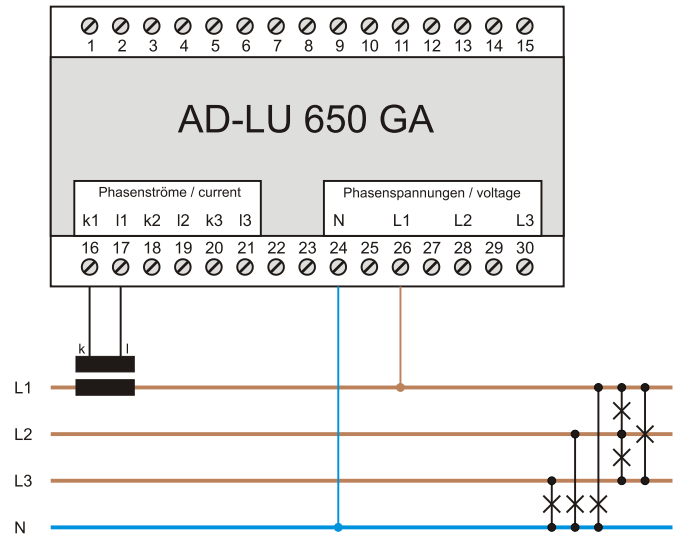 1 2 3 4 5 6 7 8 9 10 11 12 13 14 15
AD-LU 650 GA
Phasenströme / current
Phasenspannungen / voltage
k1 l1 k2 l2 k3 l3
N L1 L2 L3
16 17 18 19 20 21 22 23 24 25 26 27 28 29 30
k l
L1
L2
L3
N